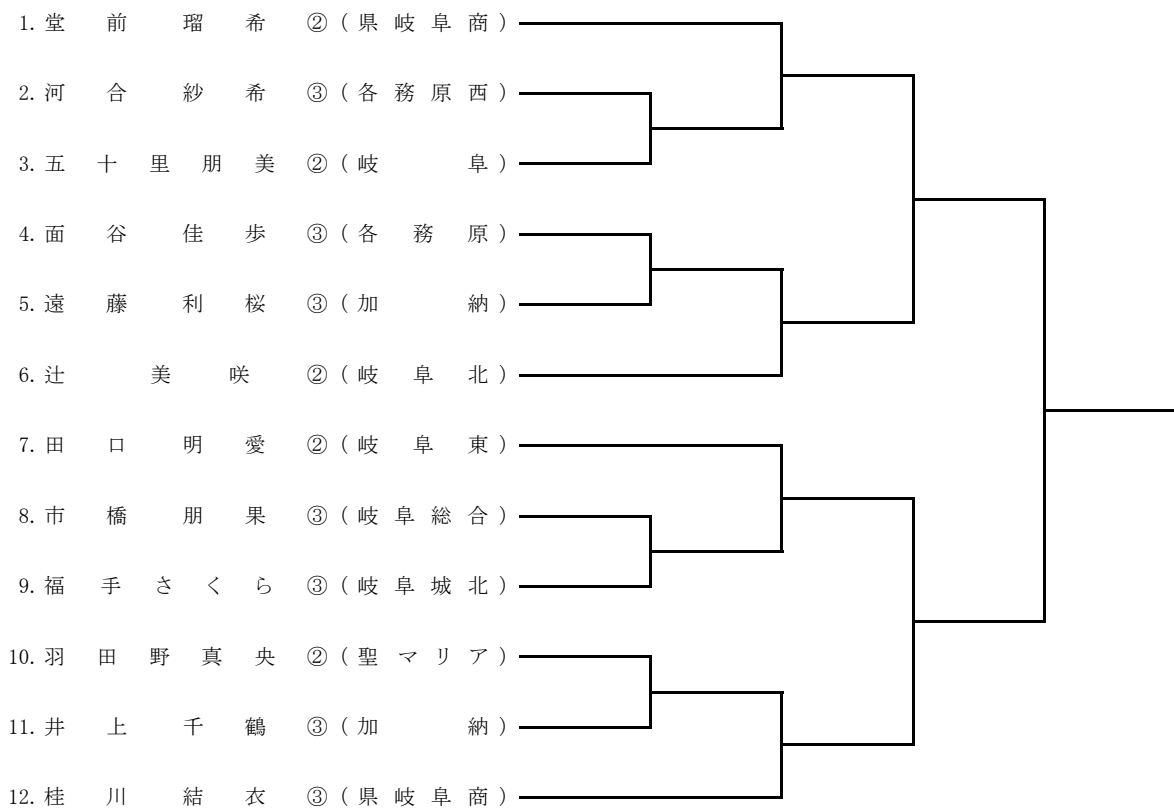 1. 堂前瑠希 ② (県岐阜商)
2. 河合紗希 ③ (各務原西)
3. 五十里朋美 ② (岐阜)
4. 面谷佳歩 ③ (各務原)
5. 遠藤利桜 ③ (加納)
6. 辻美咲 ② (岐阜北)
7. 田口明愛 ② (岐阜東)
8. 市橋朋果 ③ (岐阜総合)
9. 福手さくら ③ (岐阜城北)
10. 羽田野真央 ② (聖マリア)
11. 井上千鶴 ③ (加納)
12. 桂川結衣 ③ (県岐阜商)